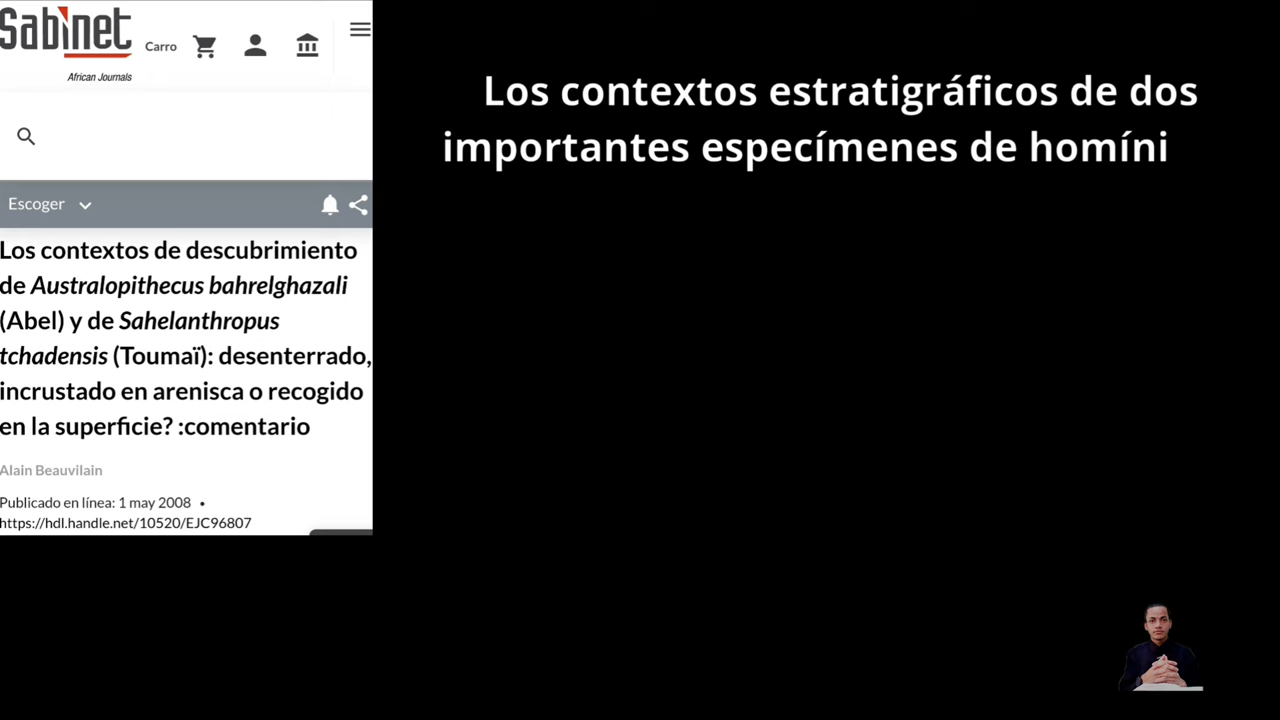 Sabinet
Carro
African Journals
Escoger
Los contextos de descubrimiento
de Australopithecus bahrelghazali
(Abel) y de Sahelanthropus
tchadensis (Toumaï): desenterrado,
incrustado en arenisca o recogido
en la superficie? :comentario
Alain Beauvilain
Publicado en línea: 1 may 2008 •
https://hdl.handle.net/10520/EJC96807
Los contextos estratigráficos de dos
importantes especímenes de homíni